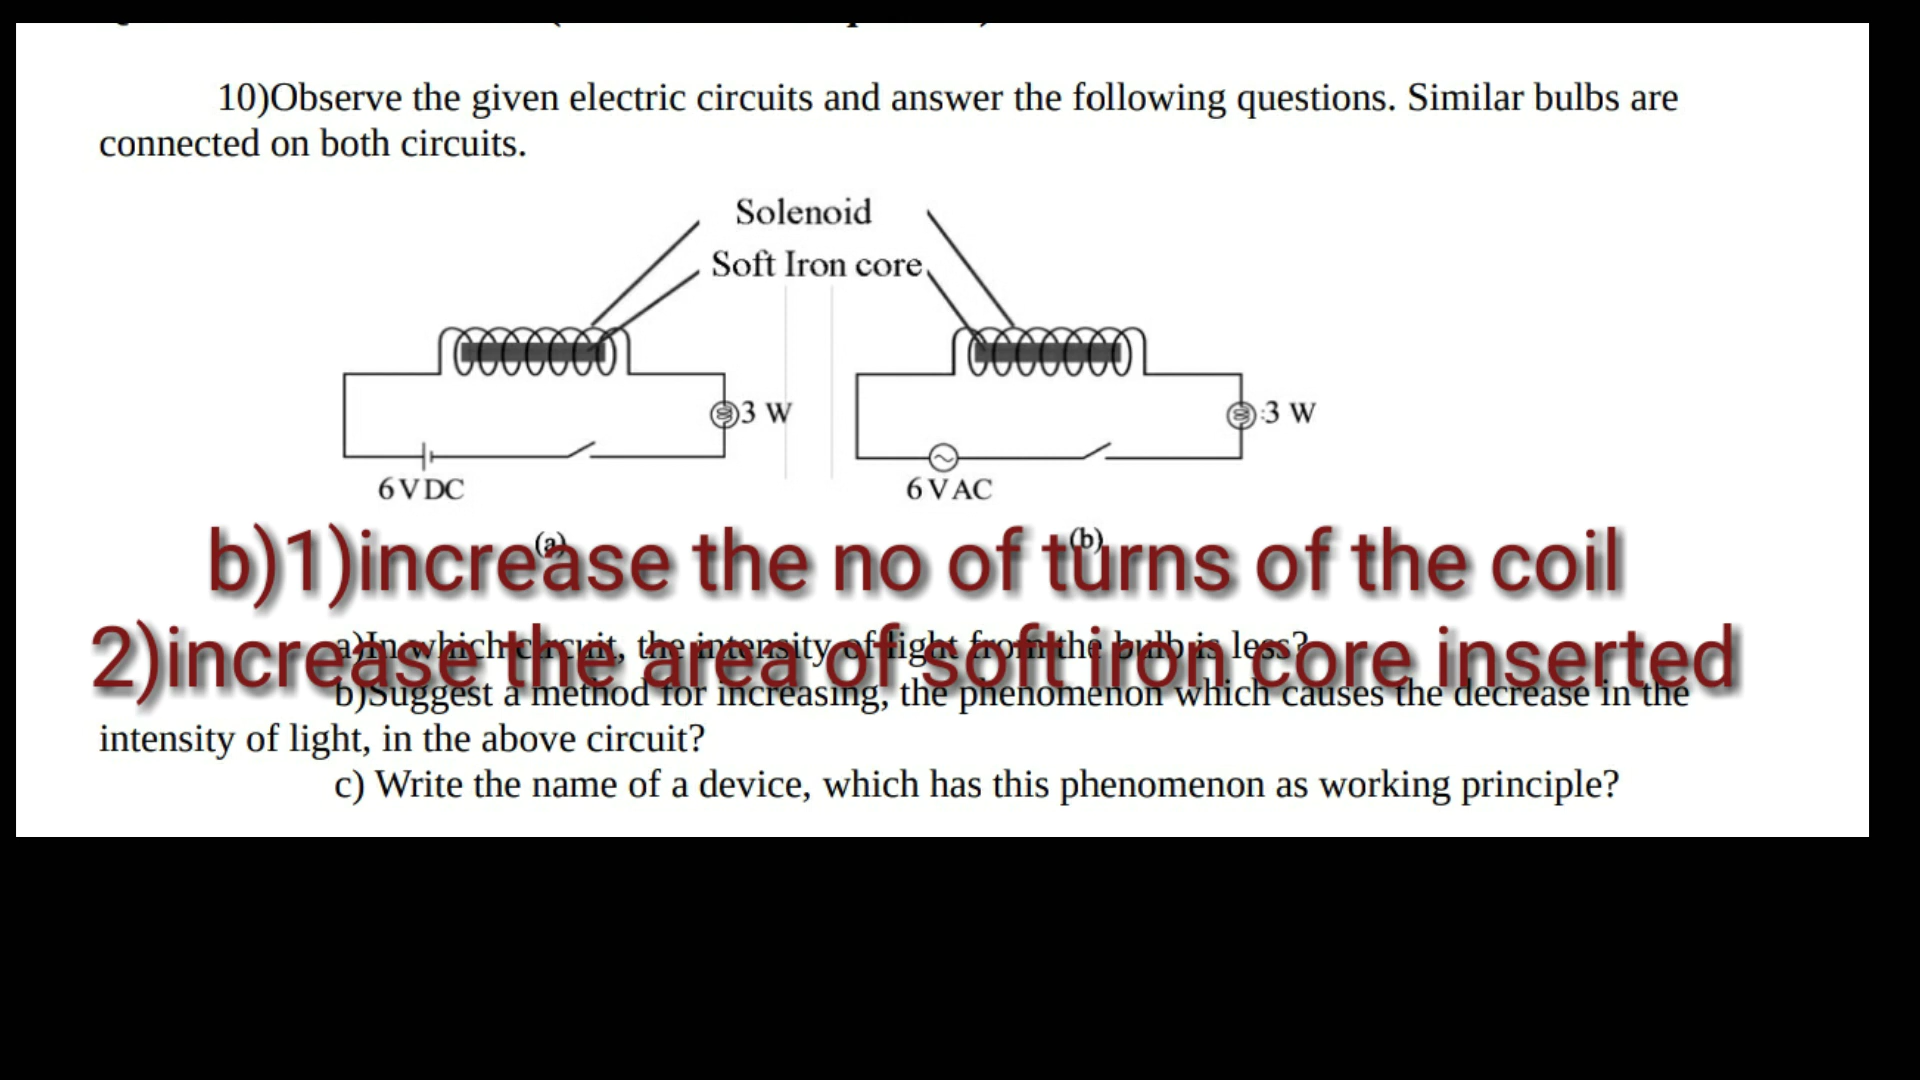 10)Observe the given electric circuits and answer the following questions. Similar bulbs are
connected on both circuits.
Solenoid
Soft Iron core
3 W
:3 W
6 V DC
6 V AC
(a)
(b)
b)1)increase the no of turns of the coil
2)increase the area of soft iron core inserted
a)In which circuit, the intensity of light from the bulb is less?
b)Suggest a method for increasing, the phenomenon which causes the decrease in the
intensity of light, in the above circuit?
c) Write the name of a device, which has this phenomenon as working principle?